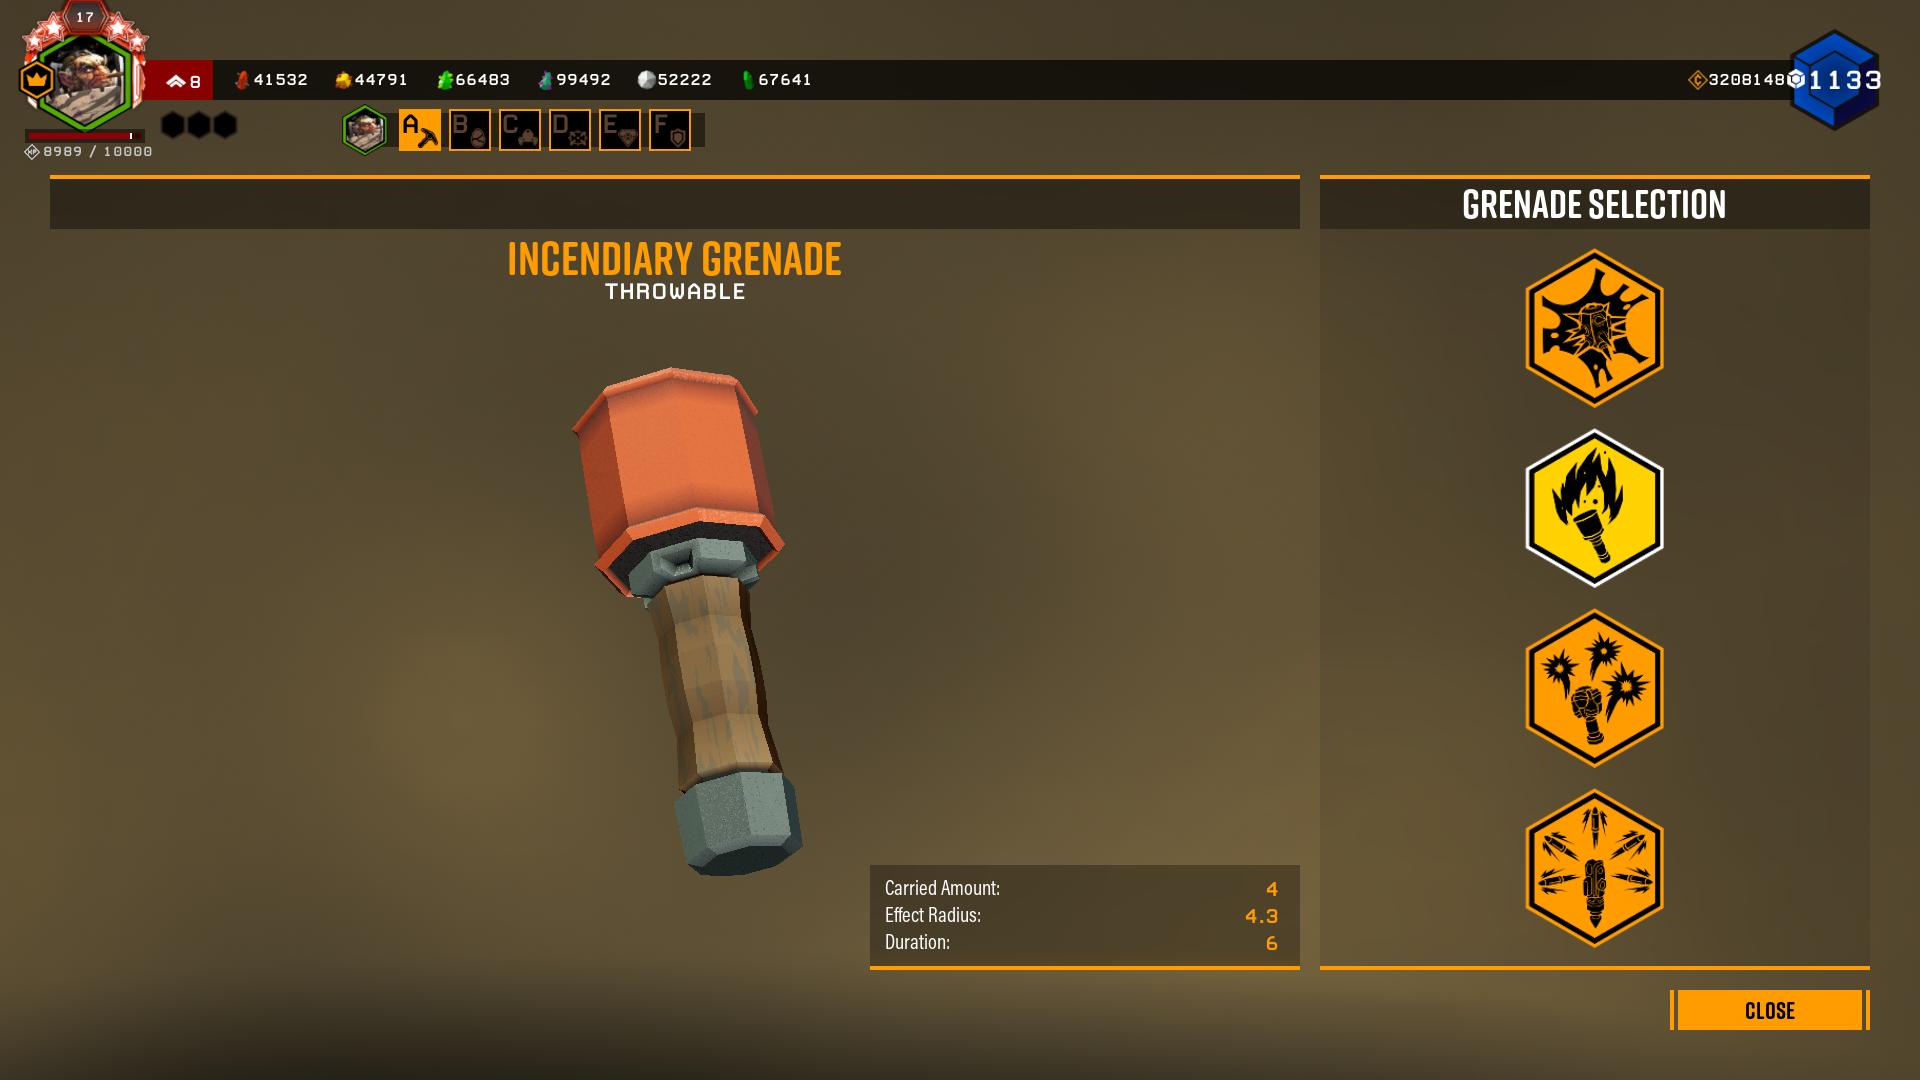 17
8
41532 44791 66483 99492 52222 67641
3208148 1133
8989 / 10000
A B C D E F
GRENADE SELECTION
INCENDIARY GRENADE
THROWABLE
Carried Amount: 4
Effect Radius: 4.3
Duration: 6
CLOSE